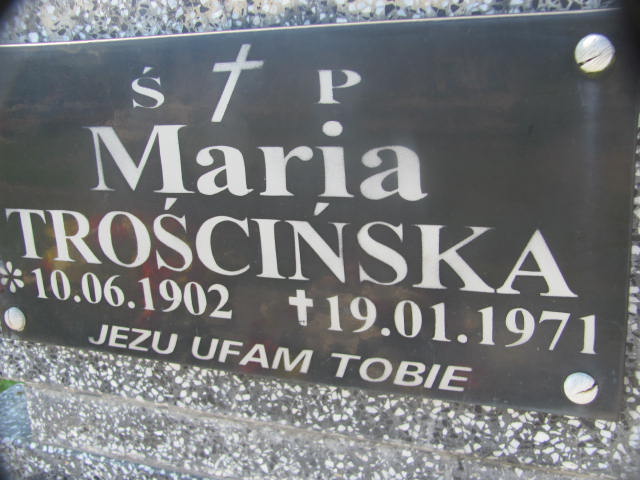 Ś † P
Maria
TROŚCIŃSKA
* 10.06.1902 † 19.01.1971
JEZU UFAM TOBIE